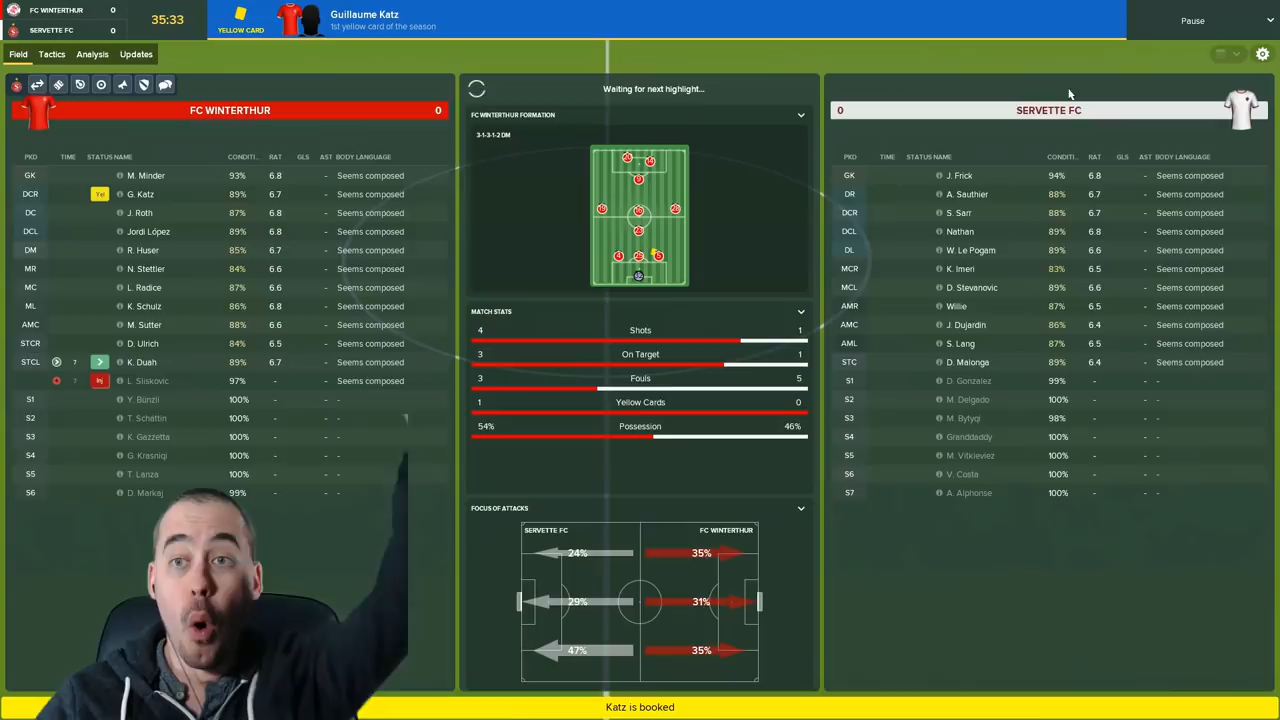 FC WINTERTHUR 0
SERVETTE FC 0
35:33
YELLOW CARD
Guillaume Katz
1st yellow card of the season
Pause
Field Tactics Analysis Updates
FC WINTERTHUR 0
PKD TIME STATUS NAME CONDITI... RAT GLS AST BODY LANGUAGE
GK M. Minder 93% 6.8 - Seems composed
DCR Yel G. Katz 89% 6.7 - Seems composed
DC J. Roth 87% 6.8 - Seems composed
DCL Jordi López 89% 6.8 - Seems composed
DM R. Huser 85% 6.7 - Seems composed
MR N. Stettler 84% 6.6 - Seems composed
MC L. Radice 87% 6.6 - Seems composed
ML K. Schulz 86% 6.8 - Seems composed
AMC M. Sutter 88% 6.6 - Seems composed
STCR D. Ulrich 84% 6.5 - Seems composed
STCL 7 K. Duah 89% 6.7 - Seems composed
7 Inj L. Sliskovic 97% - - Seems composed
S1 Y. Bünzli 100% - - -
S2 T. Schättin 100% - - -
S3 K. Gazzetta 100% - - -
S4 G. Krasniqi 100% - - -
S5 T. Lanza 100% - - -
S6 D. Markaj 99% - - -
Waiting for next highlight...
FC WINTERTHUR FORMATION
3-1-3-1-2 DM
MATCH STATS
4 Shots 1
3 On Target 1
3 Fouls 5
1 Yellow Cards 0
54% Possession 46%
FOCUS OF ATTACKS
SERVETTE FC FC WINTERTHUR
24% 35%
29% 31%
47% 35%
0 SERVETTE FC
PKD TIME STATUS NAME CONDITI... RAT GLS AST BODY LANGUAGE
GK J. Frick 94% 6.8 - Seems composed
DR A. Sauthier 88% 6.7 - Seems composed
DCR S. Sarr 88% 6.7 - Seems composed
DCL Nathan 89% 6.8 - Seems composed
DL W. Le Pogam 89% 6.6 - Seems composed
MCR K. Imeri 83% 6.5 - Seems composed
MCL D. Stevanovic 89% 6.6 - Seems composed
AMR Willie 87% 6.5 - Seems composed
AMC J. Dujardin 86% 6.4 - Seems composed
AML S. Lang 87% 6.5 - Seems composed
STC D. Malonga 89% 6.4 - Seems composed
S1 D. Gonzalez 99% - - -
S2 M. Delgado 100% - - -
S3 M. Bytyqi 98% - - -
S4 Granddaddy 100% - - -
S5 M. Vitkieviez 100% - - -
S6 V. Costa 100% - - -
S7 A. Alphonse 100% - - -
Katz is booked